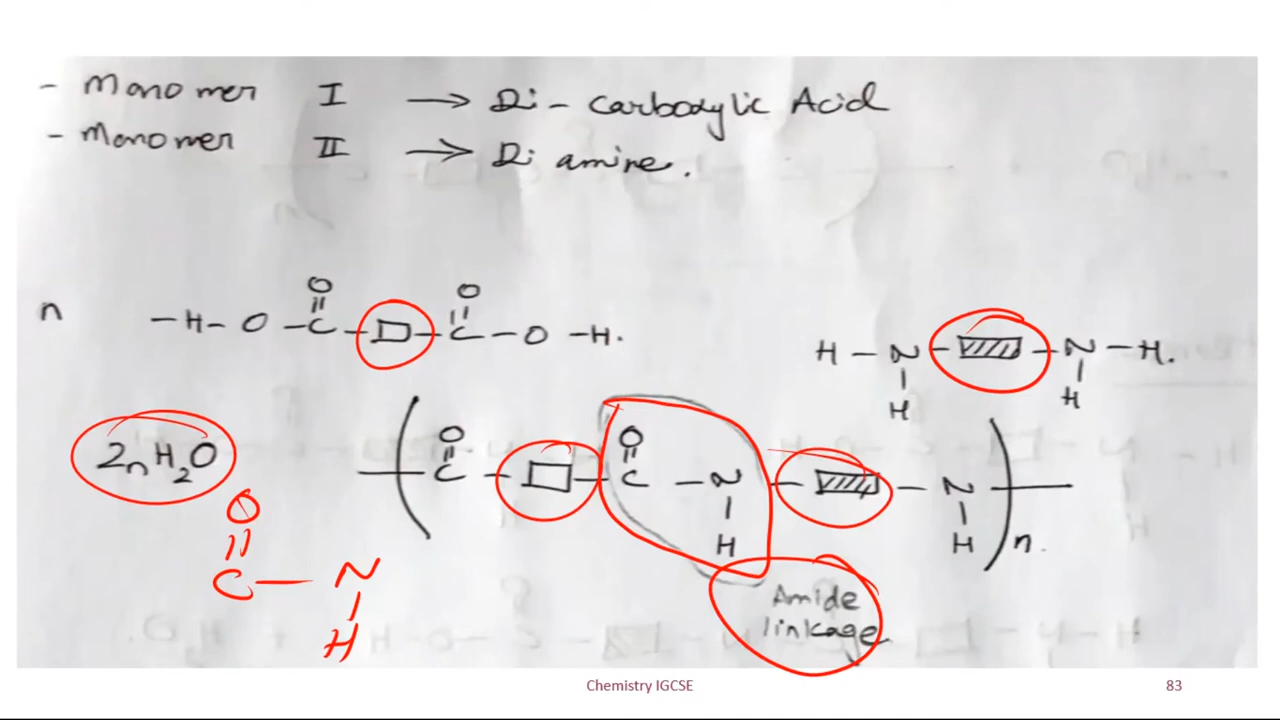 - Monomer I → Di-carboxylic Acid
- Monomer II → Di amine.
O O
|| ||
n -H-O-C-□-C-O-H.
H-N-▨-N-H.
H H
2nH₂O
O O
|| ||
-(C-□-C-N-▨-N-)n.
H H
O
||
C-N
H
Amide
linkage
Chemistry IGCSE 83